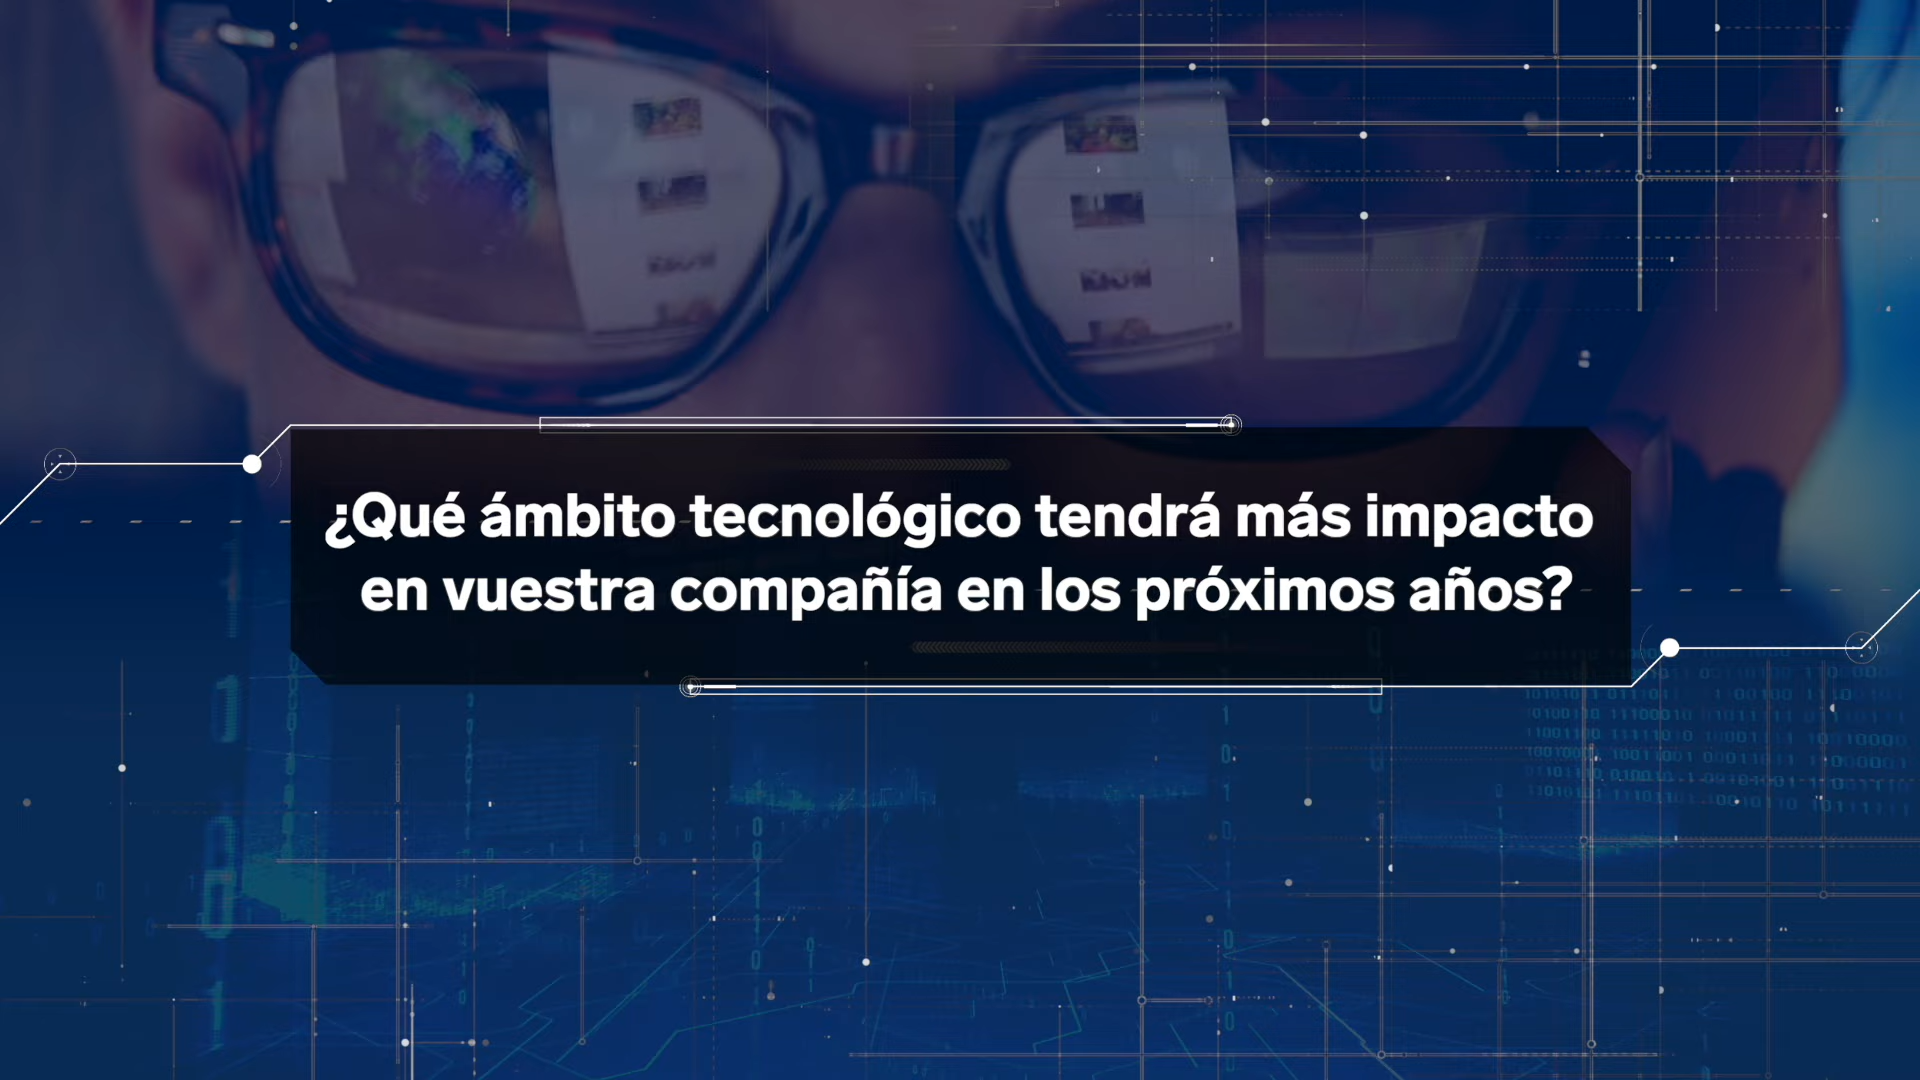 ¿Qué ámbito tecnológico tendrá más impacto
en vuestra compañía en los próximos años?